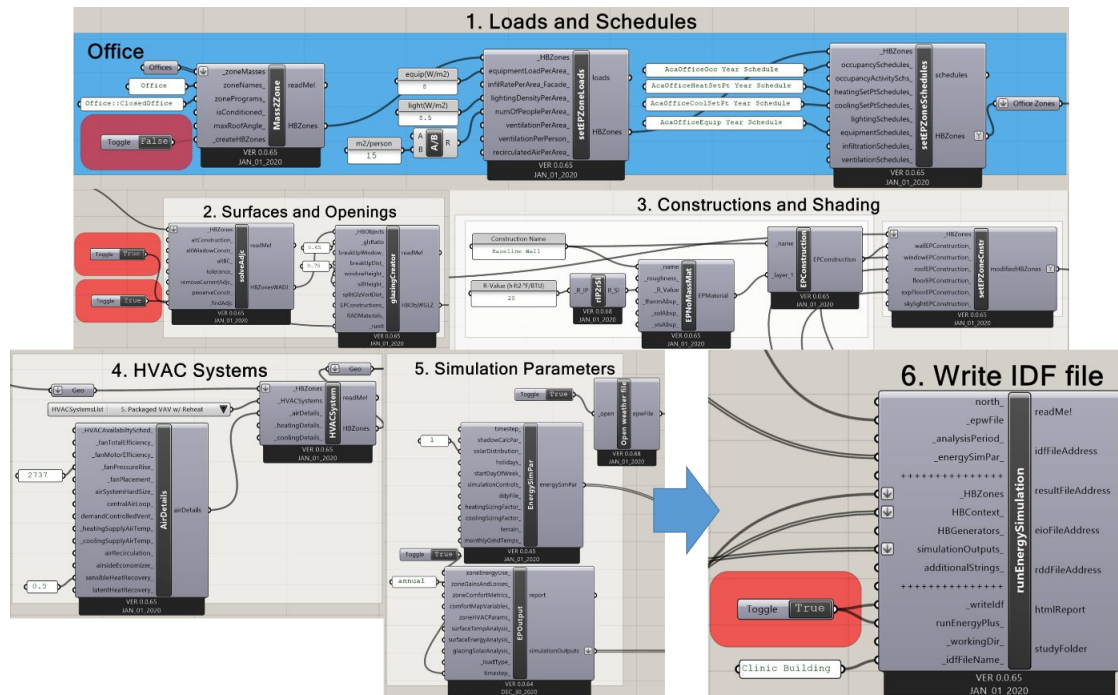 1. Loads and Schedules
Office
Offices
Office
Office::ClosedOffice
Toggle False
_zoneMasses
zoneNames_
zonePrograms_
isConditioned_
maxRoofAngle_
_createHBZones
Mass2Zone
readMe!
HBZones
VER 0.0.65
JAN_01_2020
equip(W/m2)
8
light(W/m2)
8.5
m2/person
15
A
B
A/B
R
_HBZones
equipmentLoadPerArea_
infilRatePerArea_Facade_
lightingDensityPerArea_
numOfPeoplePerArea_
ventilationPerArea_
ventilationPerPerson_
recirculatedAirPerArea_
setEPZoneLoads
loads
HBZones
VER 0.0.65
JAN_01_2020
AcaOfficeOcc Year Schedule
AcaOfficeHeatSetPt Year Schedule
AcaOfficeCoolSetPt Year Schedule
AcaOfficeEquip Year Schedule
_HBZones
occupancySchedules_
occupancyActivitySchs_
heatingSetPtSchedules_
coolingSetPtSchedules_
lightingSchedules_
equipmentSchedules_
infiltrationSchedules_
ventilationSchedules_
setEPZoneSchedules
schedules
HBZones
VER 0.0.65
JAN_01_2020
Office Zones
2. Surfaces and Openings
Toggle True
Toggle True
_HBZones
altConstruction_
altWindowConstr_
altBC_
tolerance_
removeCurrentAdjc_
preserveConstr_
_findAdjc
solveAdjc
readMe!
HBZonesWADJ
VER 0.0.65
JAN_01_2020
_HBObjects
_glzRatio
breakUpWindow_
breakUpDist_
windowHeight_
sillHeight_
splitGlzVertDist_
EPConstructions_
RADMaterials_
_runIt
glazingCreator
readMe!
HBObjWGLZ
VER 0.0.65
JAN_01_2020
3. Constructions and Shading
Construction Name
Baseline Wall
R-Value (h·ft2·°F/BTU)
20
_R_IP
rIP2rSI
R_SI
VER 0.0.68
JAN_01_2020
_name
_roughness_
_R_Value
_thermAbsp_
_solAbsp_
_visAbsp_
EPNoMassMat
EPMaterial
VER 0.0.65
JAN_01_2020
_name
_layer_1
EPConstruction
EPConstruction
VER 0.0.65
JAN_01_2020
_HBZones
wallEPConstruction_
windowEPConstruction_
roofEPConstruction_
floorEPConstruction_
expFloorEPConstruction_
skylightEPConstruction_
setEPZoneCnstr
modifiedHBZones
VER 0.0.65
JAN_01_2020
4. HVAC Systems
Geo
HVACSystemsList
5. Packaged VAV w/ Reheat
_HBZones
_HVACSystems
_airDetails_
_heatingDetails_
_coolingDetails_
HVACSystem
Geo
readMe!
HBZones
VER 0.0.65
JAN_01_2020
2737
0.5
_HVACAvailabiltySched_
_fanTotalEfficiency_
_fanMotorEfficiency_
_fanPressureRise_
_fanPlacement_
airSystemHardSize_
centralAirLoop_
demandControlledVent_
_heatingSupplyAirTemp_
_coolingSupplyAirTemp_
airRecirculation_
airsideEconomizer_
sensibleHeatRecovery_
latentHeatRecovery_
AirDetails
airDetails
VER 0.0.65
JAN_01_2020
5. Simulation Parameters
Toggle True
_open
Open weather file
epwFile
VER 0.0.68
JAN_01_2020
1
timestep_
shadowCalcPar_
solarDistribution_
holidays_
startDayOfWeek_
simulationControls_
ddyFile_
heatingSizingFactor_
coolingSizingFactor_
terrain_
monthlyGrndTemps_
EnergySimPar
energySimPar
VER 0.0.65
JAN_01_2020
Toggle True
annual
zoneEnergyUse_
zoneGainsAndLosses_
zoneComfortMetrics_
comfortMapVariables_
zoneHVACParams_
surfaceTempAnalysis_
surfaceEnergyAnalysis_
glazingSolarAnalysis_
_loadType_
timestep_
EPOutput
report
simulationOutputs
VER 0.0.64
DEC_30_2020
6. Write IDF file
north_
_epwFile
_analysisPeriod_
_energySimPar_
+++++++++++++++
_HBZones
HBContext_
HBGenerators_
simulationOutputs_
additionalStrings_
+++++++++++++++
_writeIdf
runEnergyPlus_
_workingDir_
_idfFileName_
runEnergySimulation
readMe!
idfFileAddress
resultFileAddress
eioFileAddress
rddFileAddress
htmlReport
studyFolder
Toggle True
Clinic Building
VER 0.0.65
JAN 01 2020